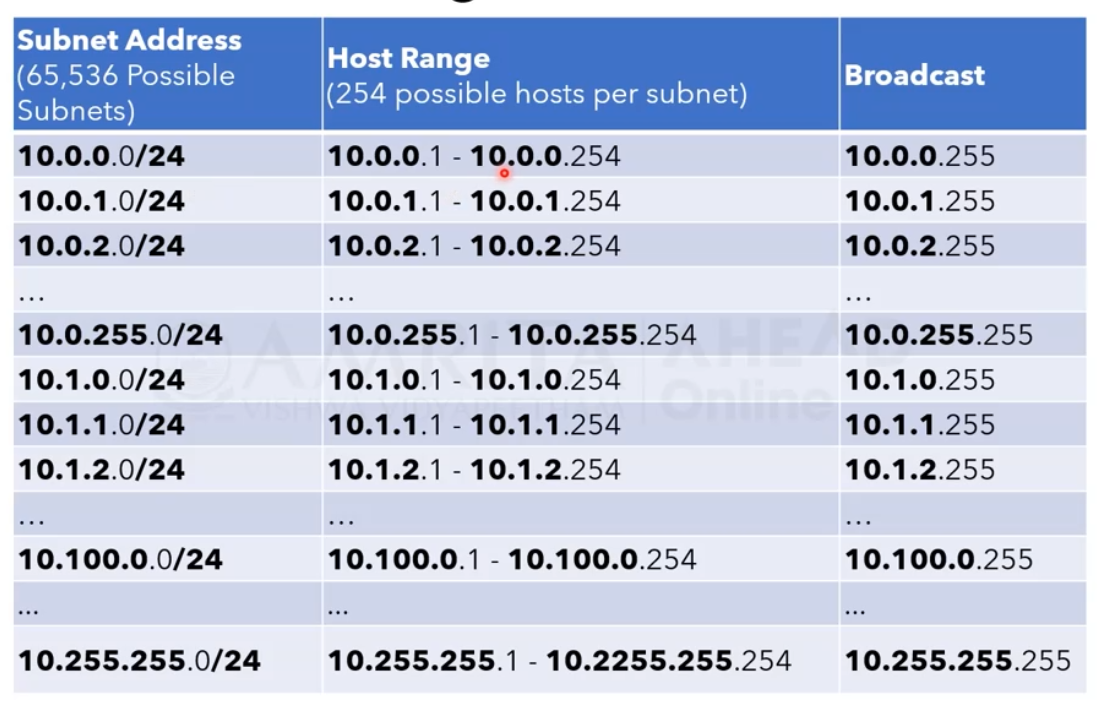 Subnet Address
(65,536 Possible
Subnets)
Host Range
(254 possible hosts per subnet)
Broadcast
10.0.0.0/24 10.0.0.1 - 10.0.0.254 10.0.0.255
10.0.1.0/24 10.0.1.1 - 10.0.1.254 10.0.1.255
10.0.2.0/24 10.0.2.1 - 10.0.2.254 10.0.2.255
... ... ...
10.0.255.0/24 10.0.255.1 - 10.0.255.254 10.0.255.255
10.1.0.0/24 10.1.0.1 - 10.1.0.254 10.1.0.255
10.1.1.0/24 10.1.1.1 - 10.1.1.254 10.1.1.255
10.1.2.0/24 10.1.2.1 - 10.1.2.254 10.1.2.255
... ... ...
10.100.0.0/24 10.100.0.1 - 10.100.0.254 10.100.0.255
... ... ...
10.255.255.0/24 10.255.255.1 - 10.2255.255.254 10.255.255.255
AMRITA AHEAD
VISHWA VIDYAPEETHAM Online